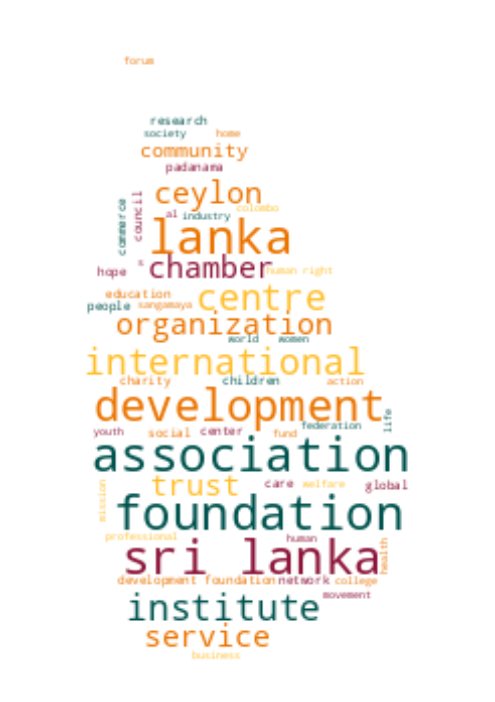 forum
research
society home
community
padanama
ceylon
colombo
al industry
commerce
council
lanka
s chamber human right
hope
education centre
people sangamaya
organization
world women
international
charity children action
development
life
federation
youth social center fund
association
trust care welfare global
mission
foundation
professional human
sri lanka
health
development foundation network college
movement
institute
service
business